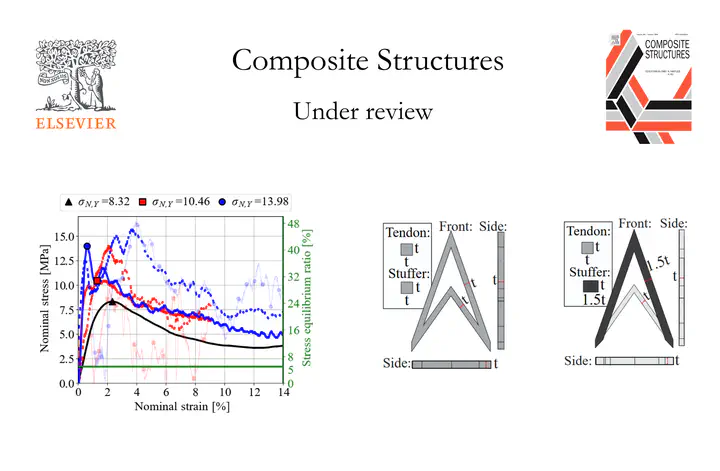 Composite Structures
Under review
ELSEVIER
COMPOSITE
STRUCTURES
σN,Y =8.32 σN,Y =10.46 σN,Y =13.98
Nominal stress [MPa]
15.0
12.5
10.0
7.5
5.0
2.5
0.0
0 2 4 6 8 10 12 14
Nominal strain [%]
48
40
32
24
16
8
5
0
Stress equilibrium ratio [%]
Tendon:
t
t
Stuffer:
t
t
Front: Side:
t
t
Side:
t
Tendon:
t
t
Stuffer:
t
1.5t
Front: Side:
1.5t
t
t
Side:
t